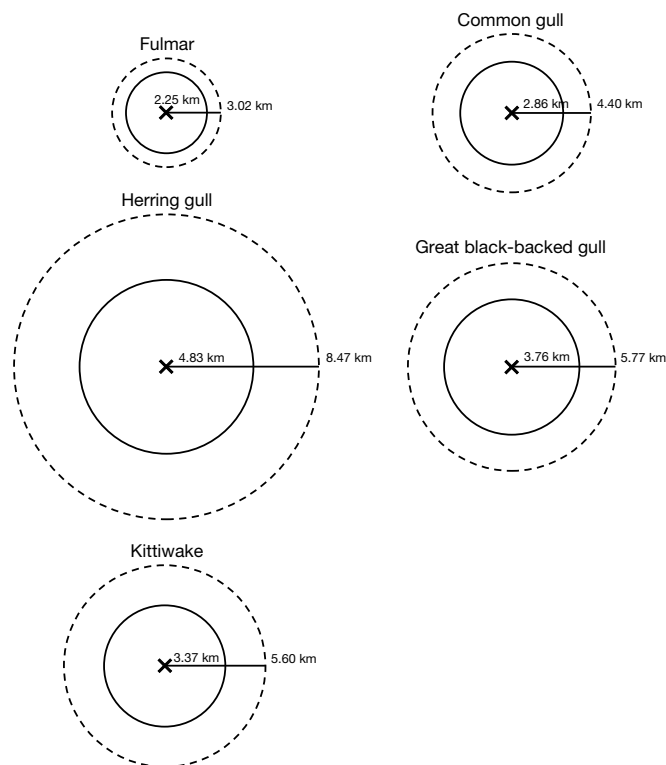 Fulmar
2.25 km
3.02 km
Common gull
2.86 km
4.40 km
Herring gull
4.83 km
8.47 km
Great black-backed gull
3.76 km
5.77 km
Kittiwake
3.37 km
5.60 km